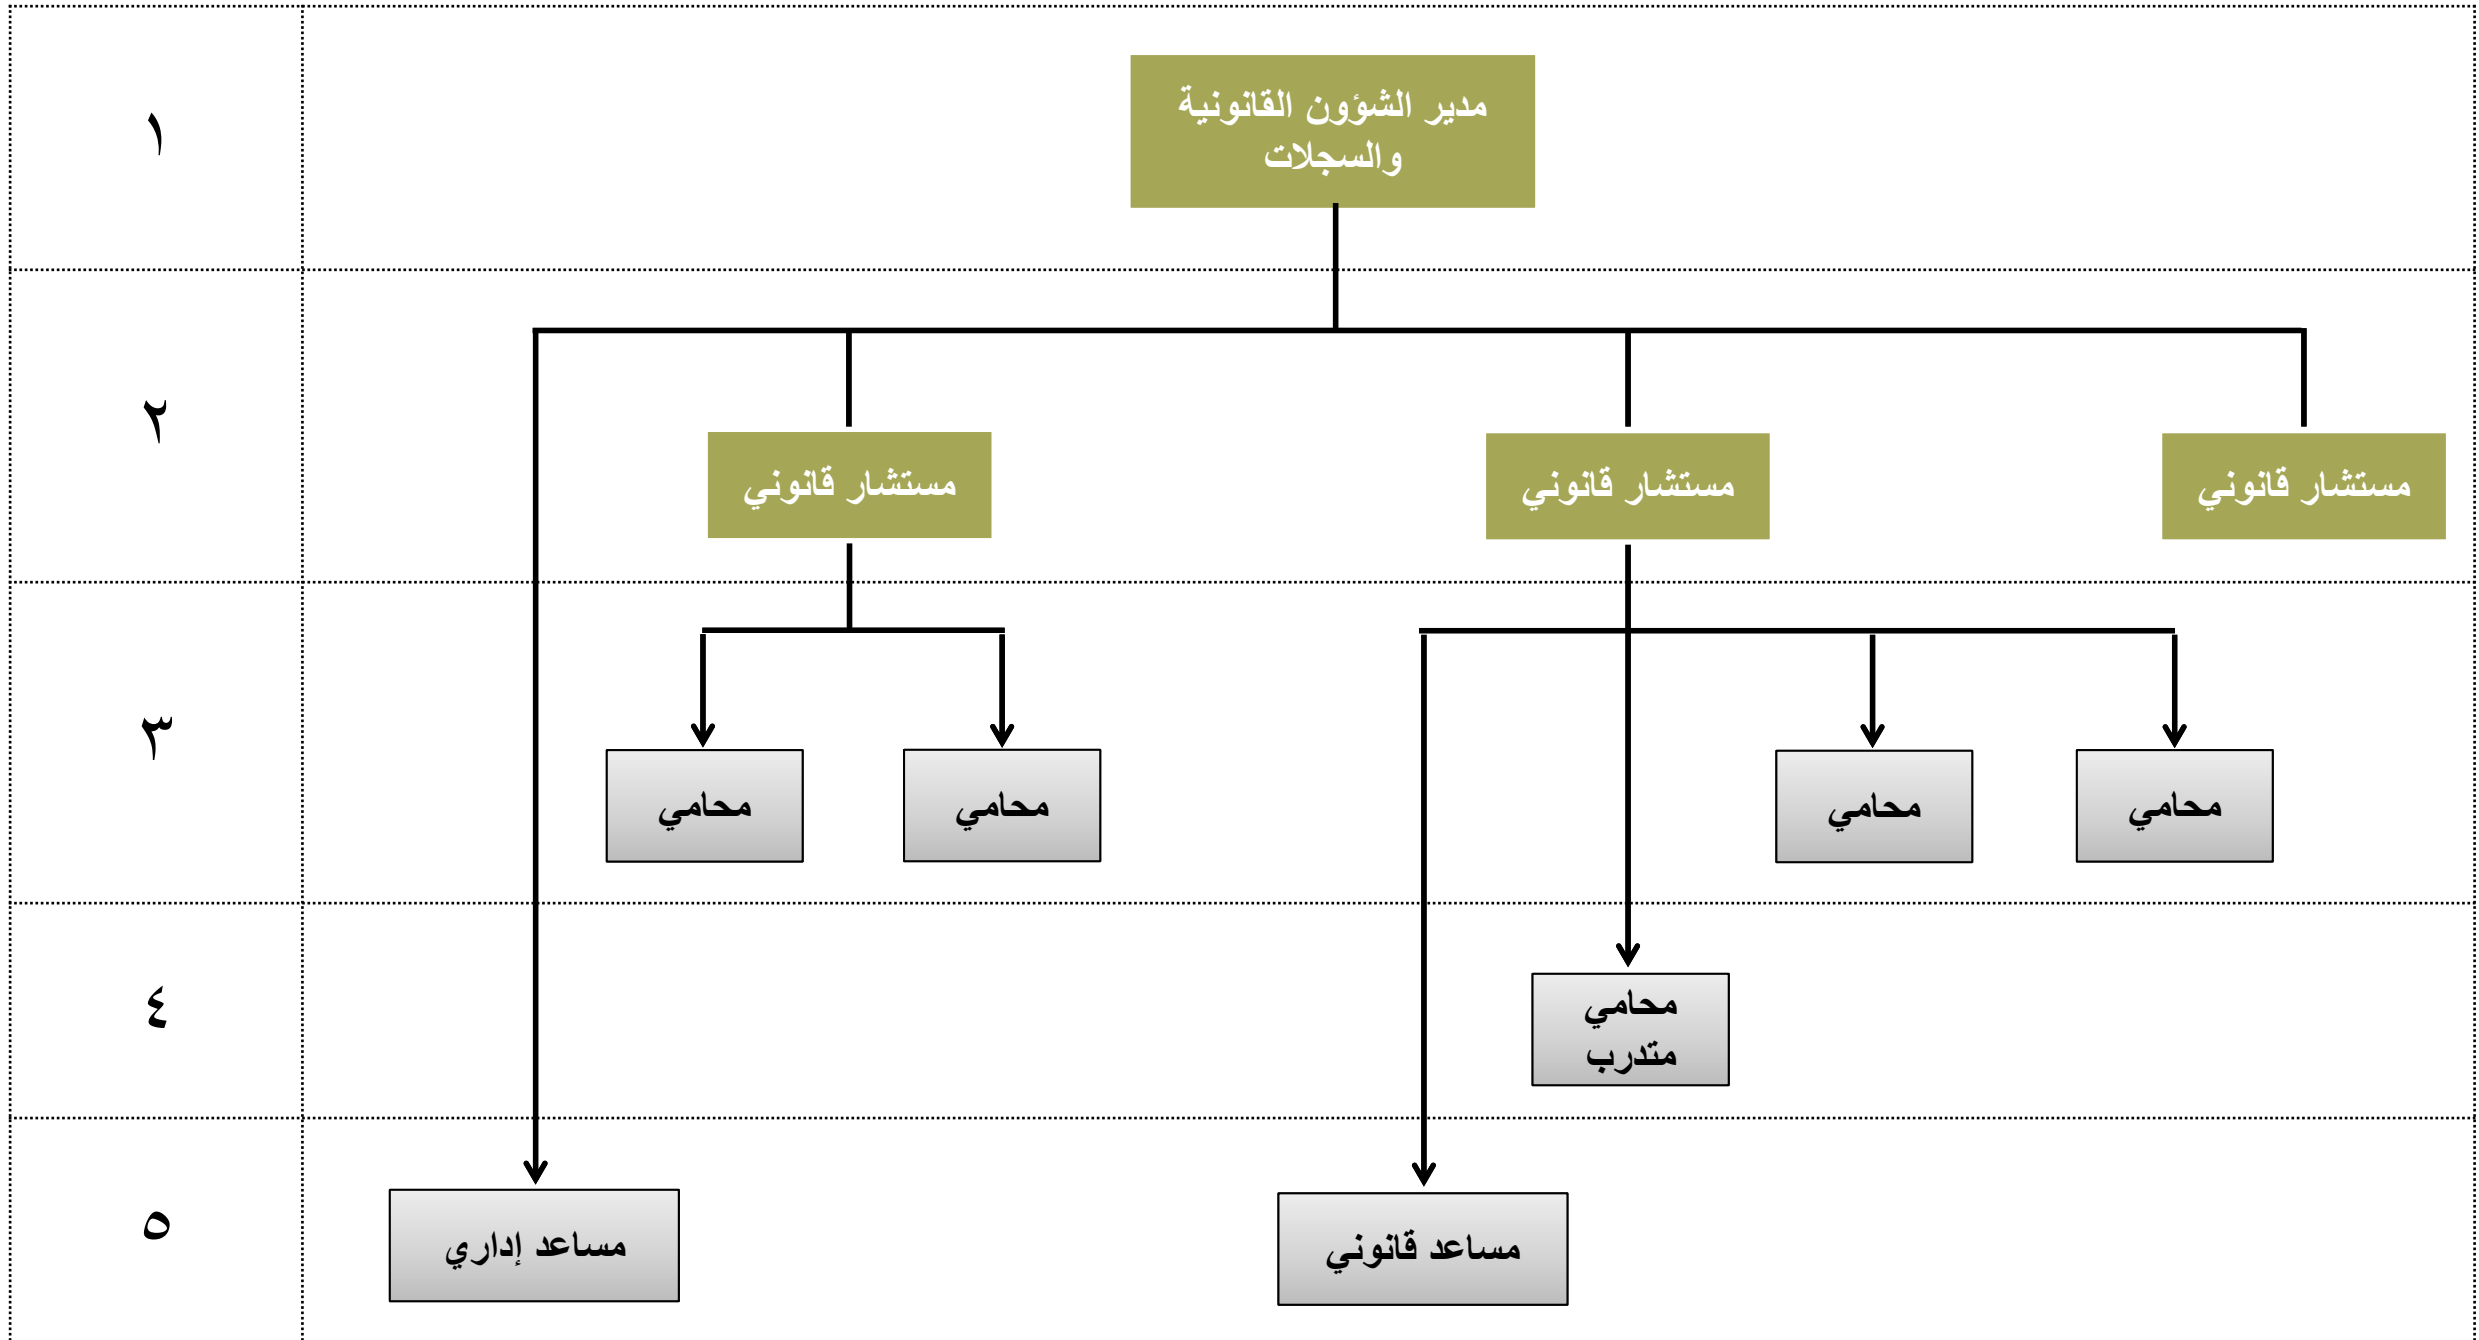 ١
مدير الشؤون القانونية
والسجلات
٢
مستشار قانوني
مستشار قانوني
مستشار قانوني
٣
محامي
محامي
محامي
محامي
٤
محامي
متدرب
٥
مساعد قانوني
مساعد إداري